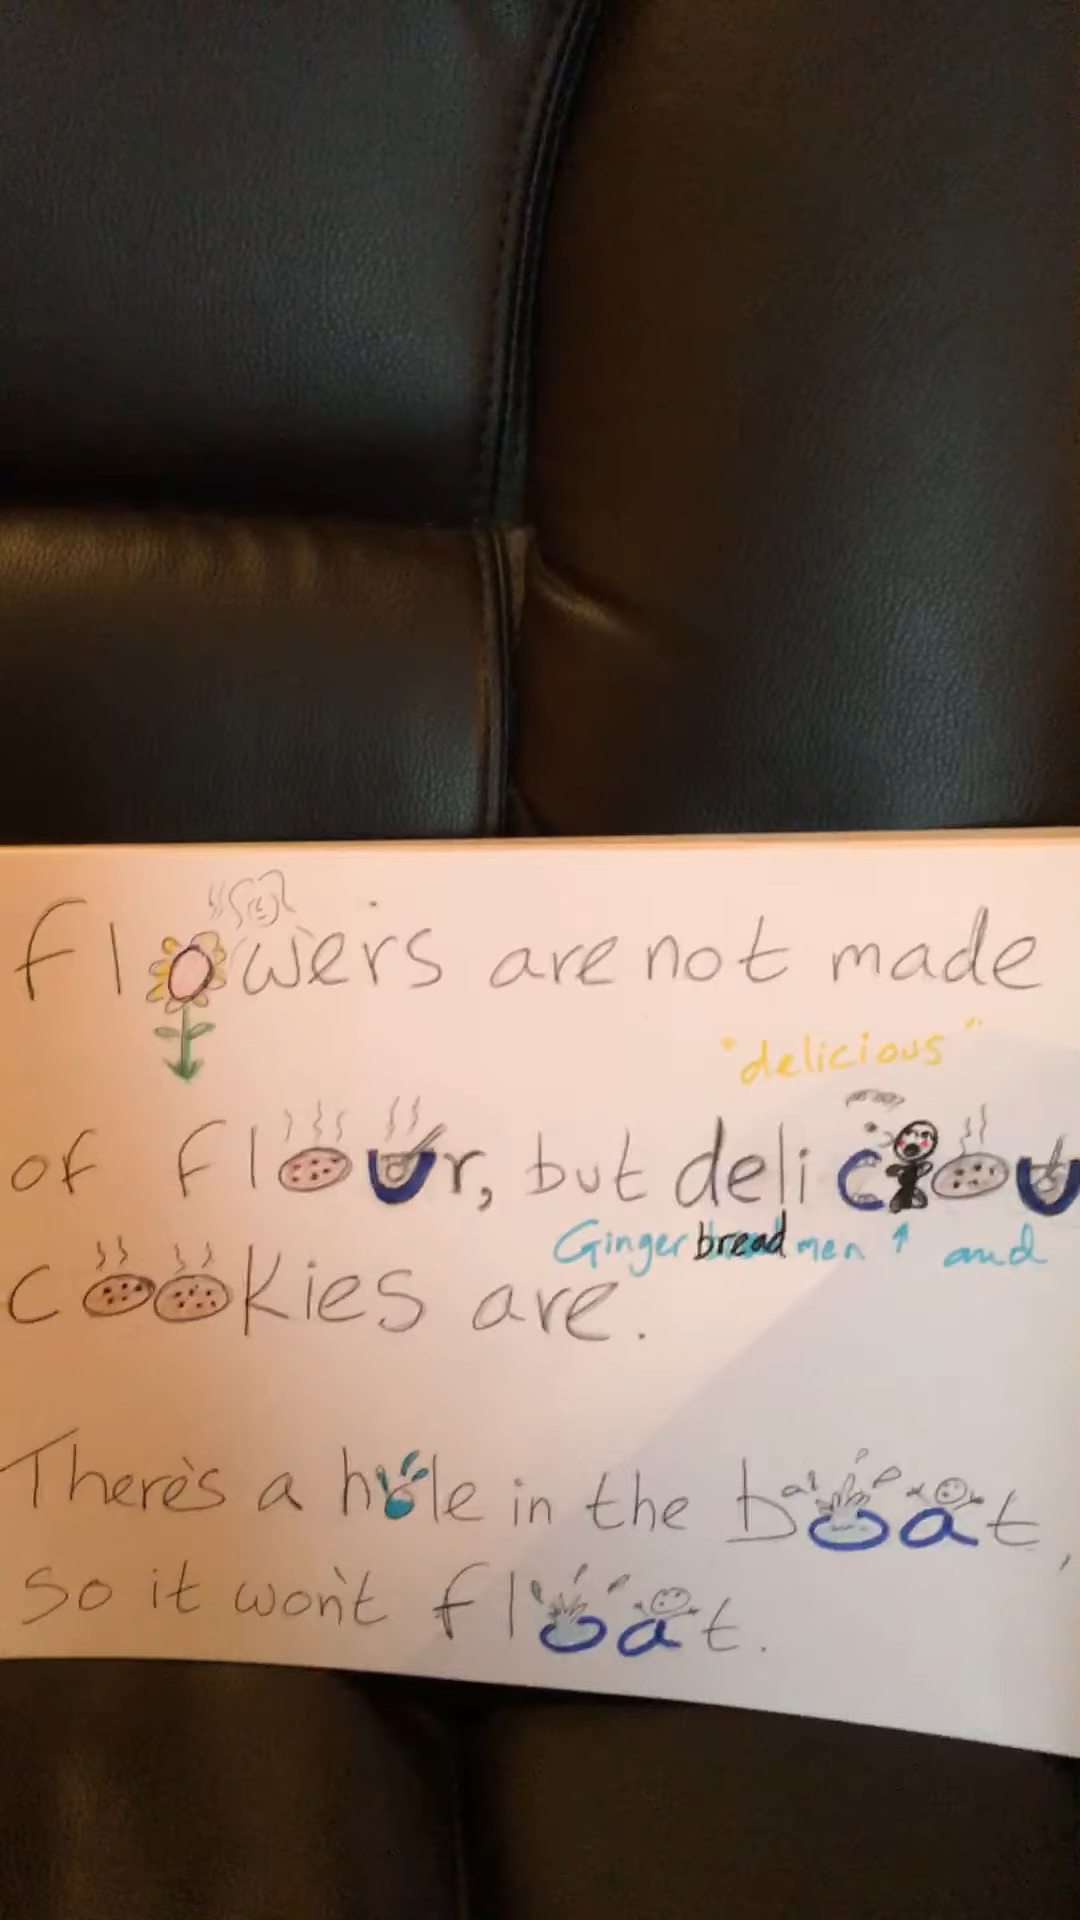 flowers are not made
"delicious"
of flour, but deliciou
Gingerbread men ↑ and
cookies are.
There's a hole in the boat,
so it won't float.